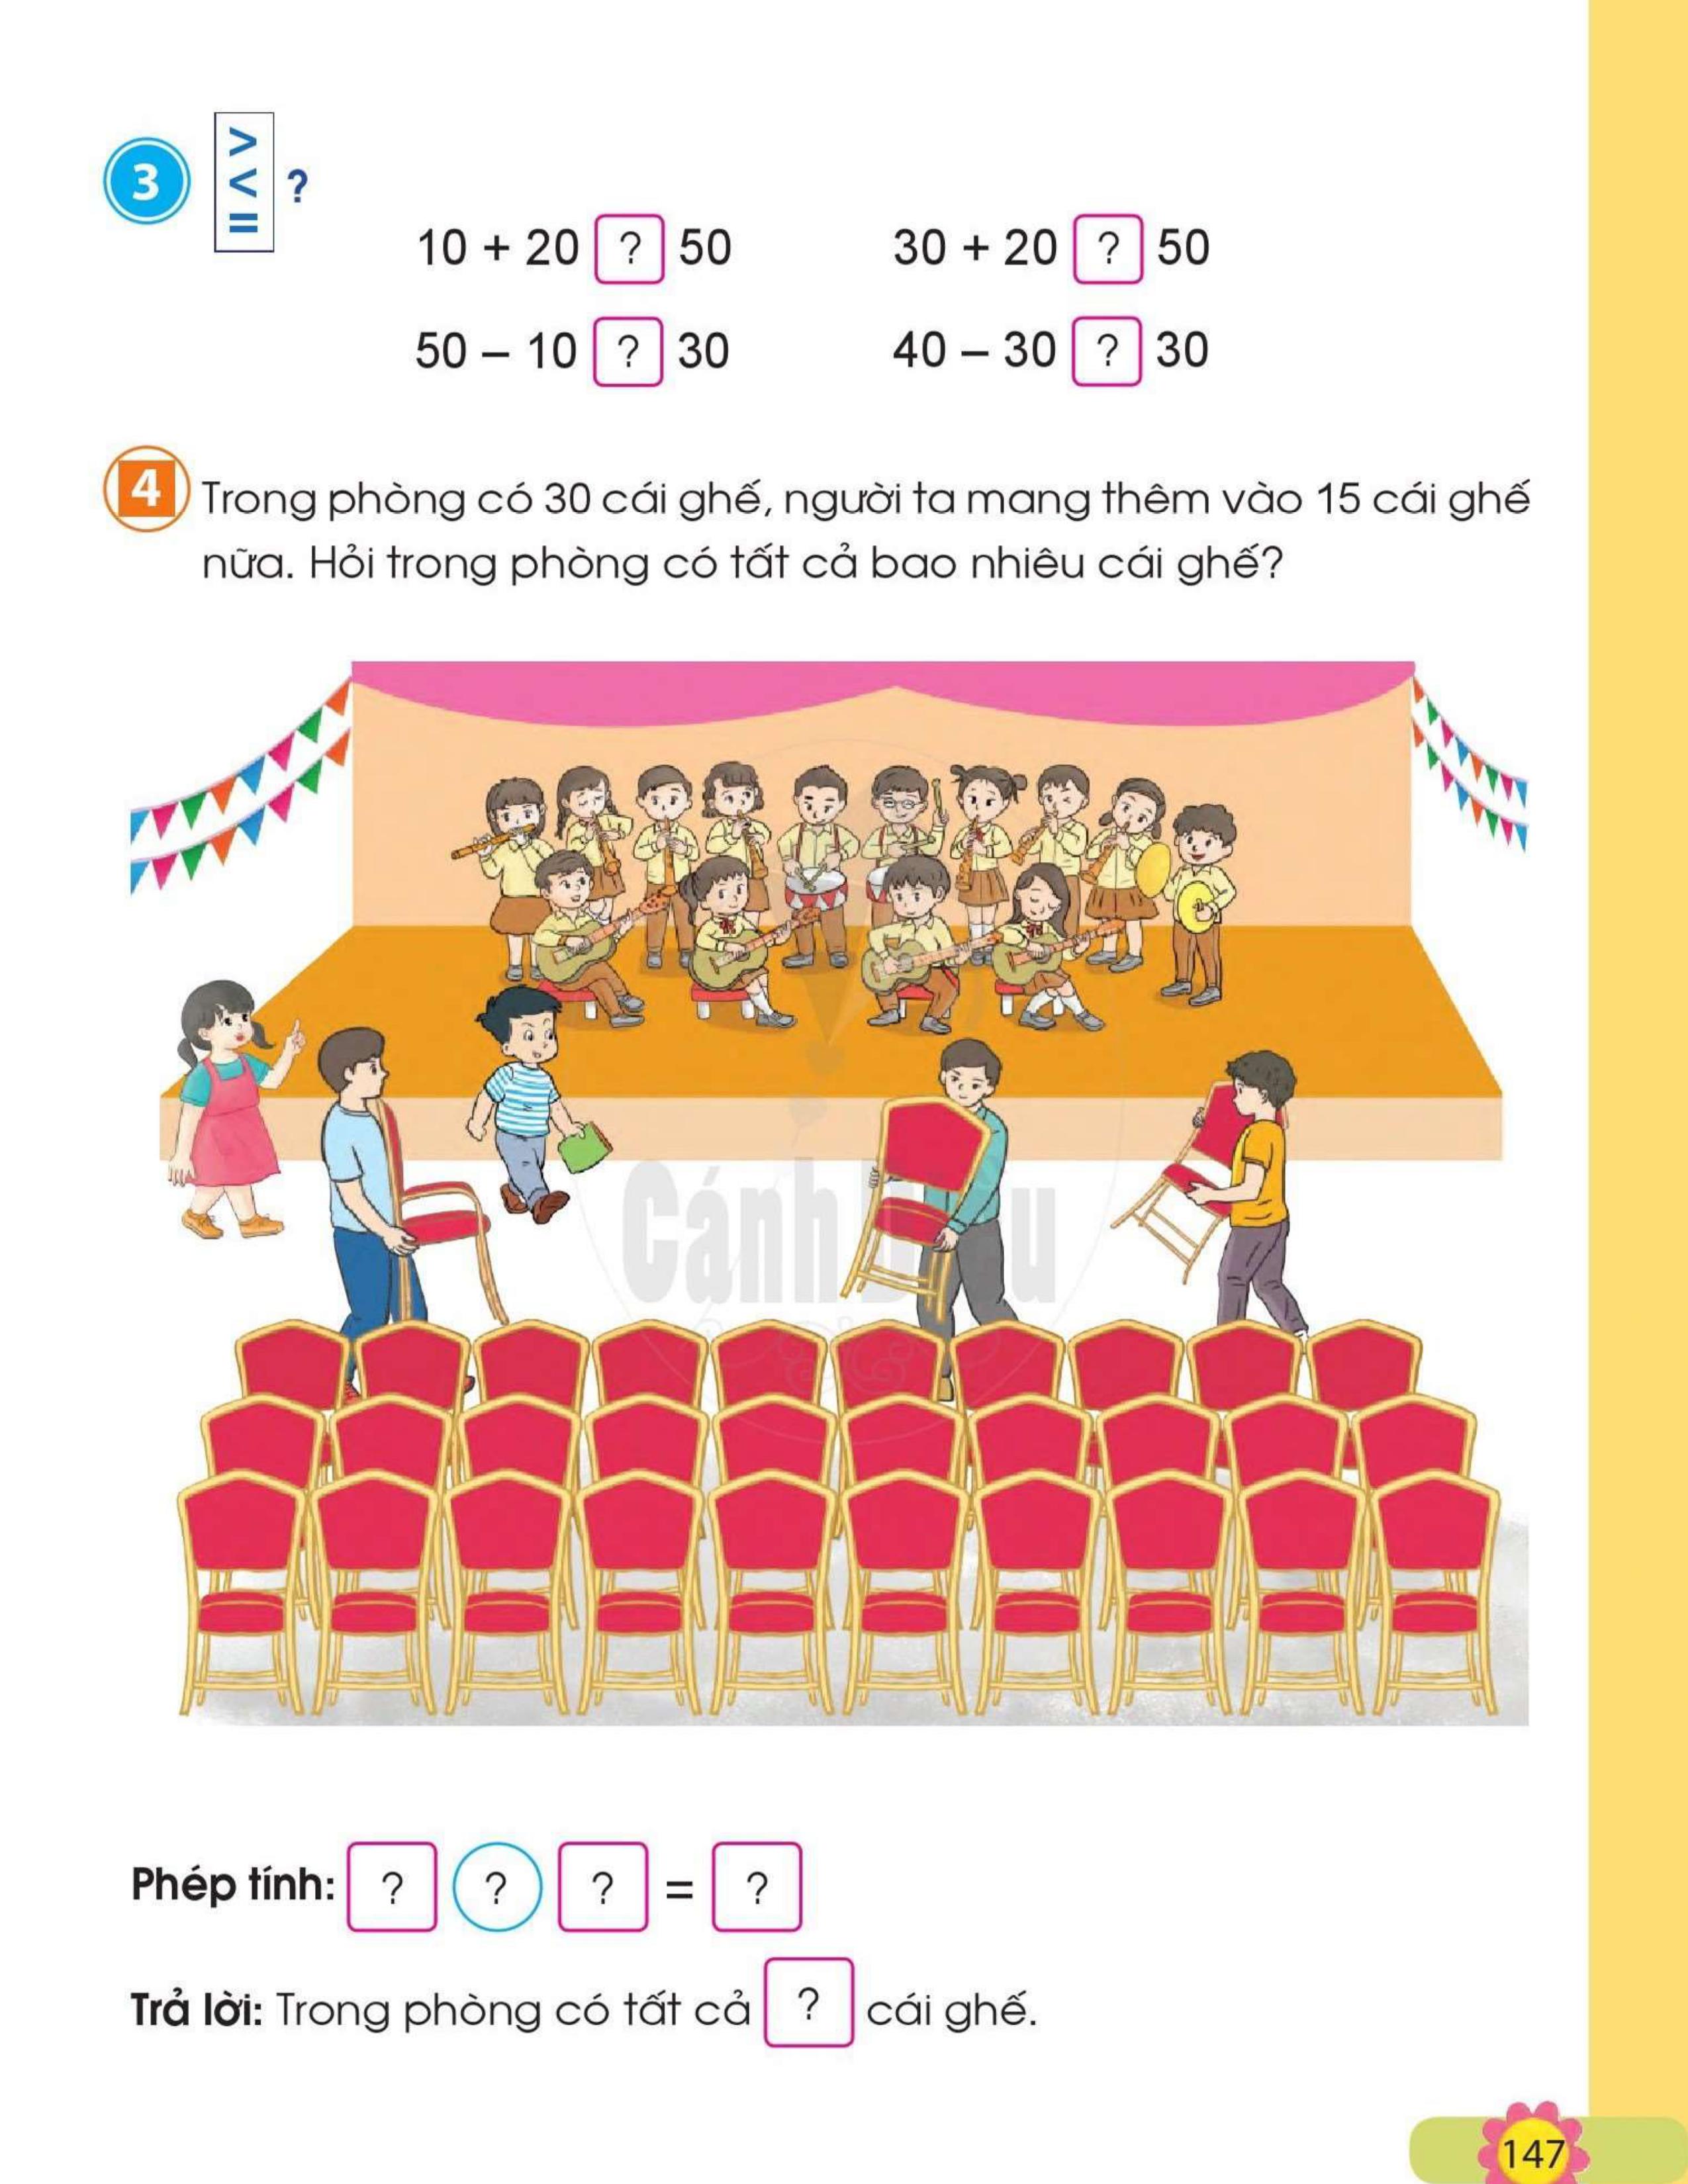 3
>
<
=
?
10 + 20 ? 50
30 + 20 ? 50
50 – 10 ? 30
40 – 30 ? 30
4 Trong phòng có 30 cái ghế, người ta mang thêm vào 15 cái ghế
nữa. Hỏi trong phòng có tất cả bao nhiêu cái ghế?
Cánh Diều
Phép tính: ? ? ? = ?
Trả lời: Trong phòng có tất cả ? cái ghế.
147